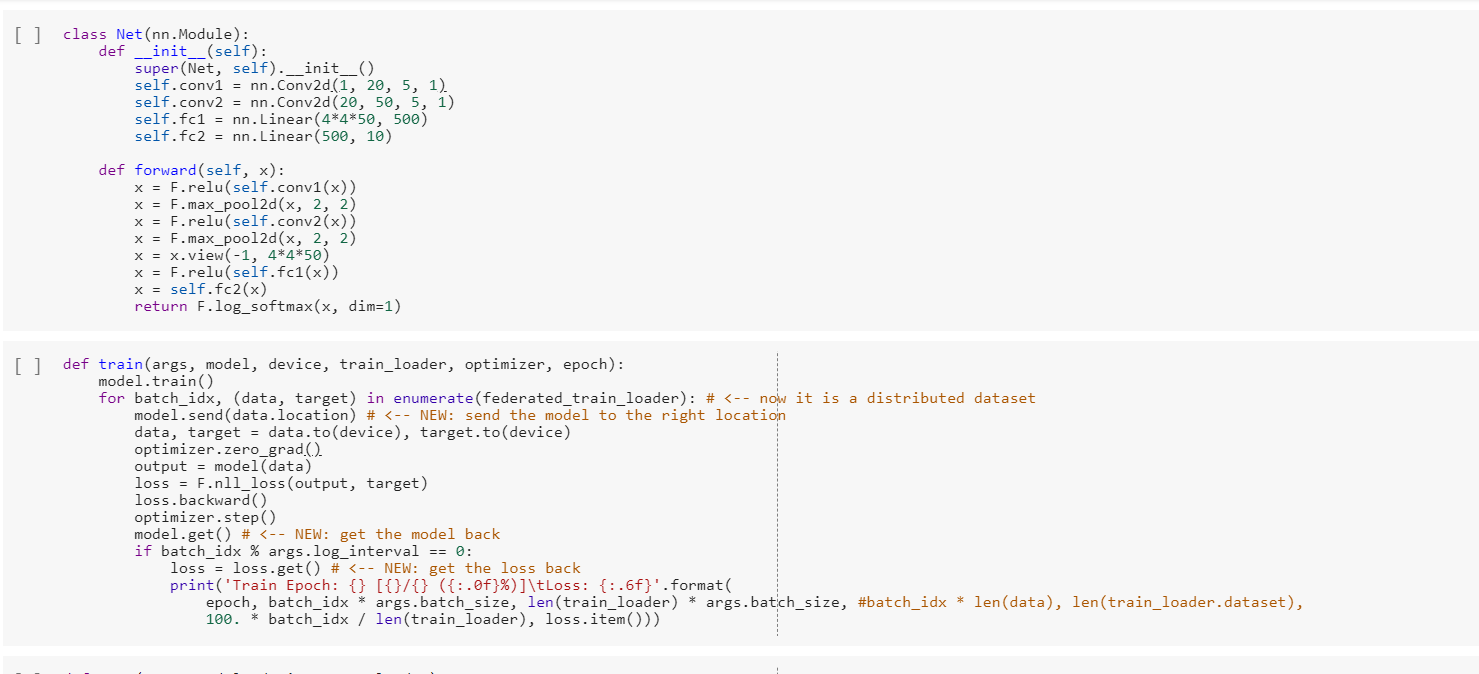 [ ] class Net(nn.Module):
def __init__(self):
super(Net, self).__init__()
self.conv1 = nn.Conv2d(1, 20, 5, 1)
self.conv2 = nn.Conv2d(20, 50, 5, 1)
self.fc1 = nn.Linear(4*4*50, 500)
self.fc2 = nn.Linear(500, 10)
def forward(self, x):
x = F.relu(self.conv1(x))
x = F.max_pool2d(x, 2, 2)
x = F.relu(self.conv2(x))
x = F.max_pool2d(x, 2, 2)
x = x.view(-1, 4*4*50)
x = F.relu(self.fc1(x))
x = self.fc2(x)
return F.log_softmax(x, dim=1)
[ ] def train(args, model, device, train_loader, optimizer, epoch):
model.train()
for batch_idx, (data, target) in enumerate(federated_train_loader): # <-- now it is a distributed dataset
model.send(data.location) # <-- NEW: send the model to the right location
data, target = data.to(device), target.to(device)
optimizer.zero_grad()
output = model(data)
loss = F.nll_loss(output, target)
loss.backward()
optimizer.step()
model.get() # <-- NEW: get the model back
if batch_idx % args.log_interval == 0:
loss = loss.get() # <-- NEW: get the loss back
print('Train Epoch: {} [{}/{} ({:.0f}%)]\tLoss: {:.6f}'.format(
epoch, batch_idx * args.batch_size, len(train_loader) * args.batch_size, #batch_idx * len(data), len(train_loader.dataset),
100. * batch_idx / len(train_loader), loss.item()))